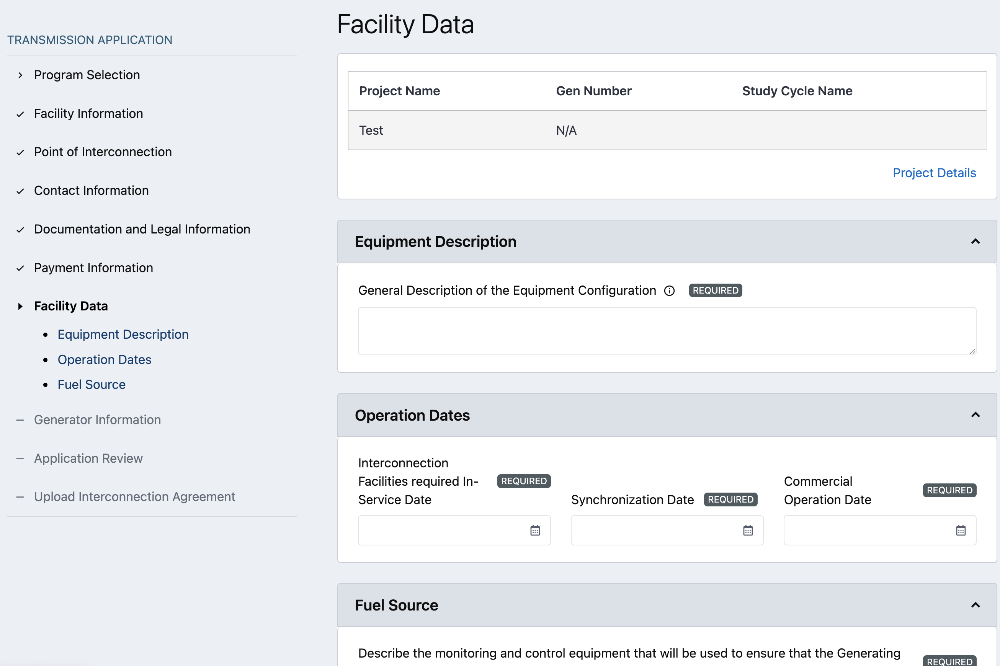 TRANSMISSION APPLICATION
Program Selection
Facility Information
Point of Interconnection
Contact Information
Documentation and Legal Information
Payment Information
Facility Data
Equipment Description
Operation Dates
Fuel Source
Generator Information
Application Review
Upload Interconnection Agreement
Facility Data
Project Name Gen Number Study Cycle Name
Test N/A
Project Details
Equipment Description
General Description of the Equipment Configuration REQUIRED
Operation Dates
Interconnection
Facilities required In-
Service Date
REQUIRED
Synchronization Date REQUIRED
Commercial
Operation Date
REQUIRED
Fuel Source
Describe the monitoring and control equipment that will be used to ensure that the Generating
REQUIRED